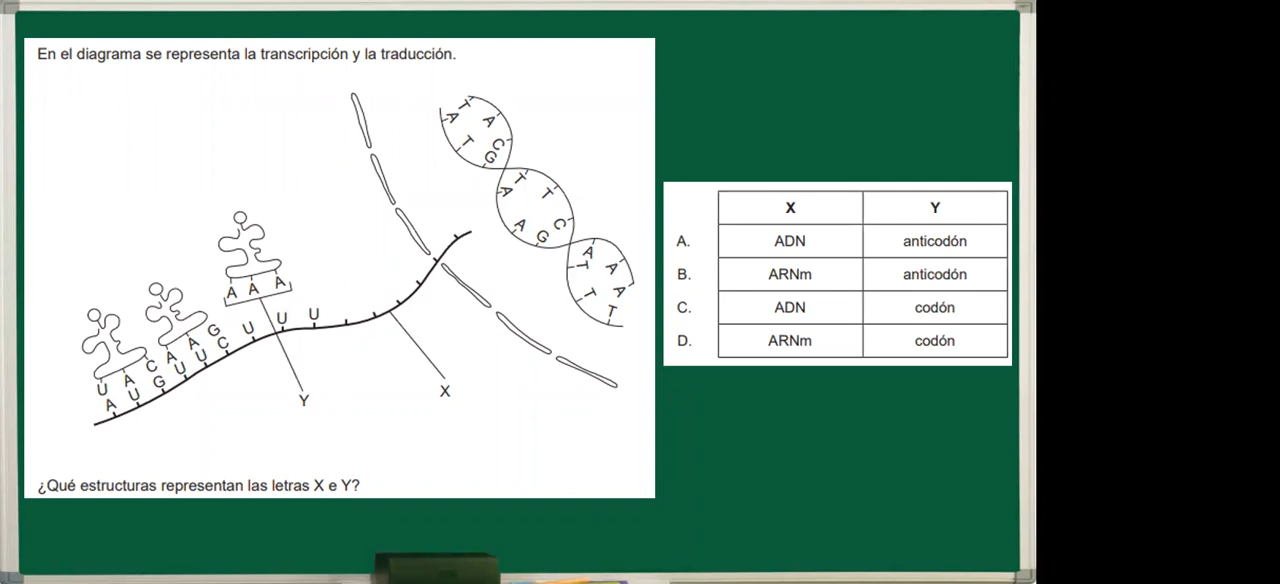 En el diagrama se representa la transcripción y la traducción.
T A
A C
T G
T T
A C
A G
A A
T A
T T
A A A
U A C A A G U U U
A U G U U C
Y
X
¿Qué estructuras representan las letras X e Y?
X Y
A. ADN anticodón
B. ARNm anticodón
C. ADN codón
D. ARNm codón